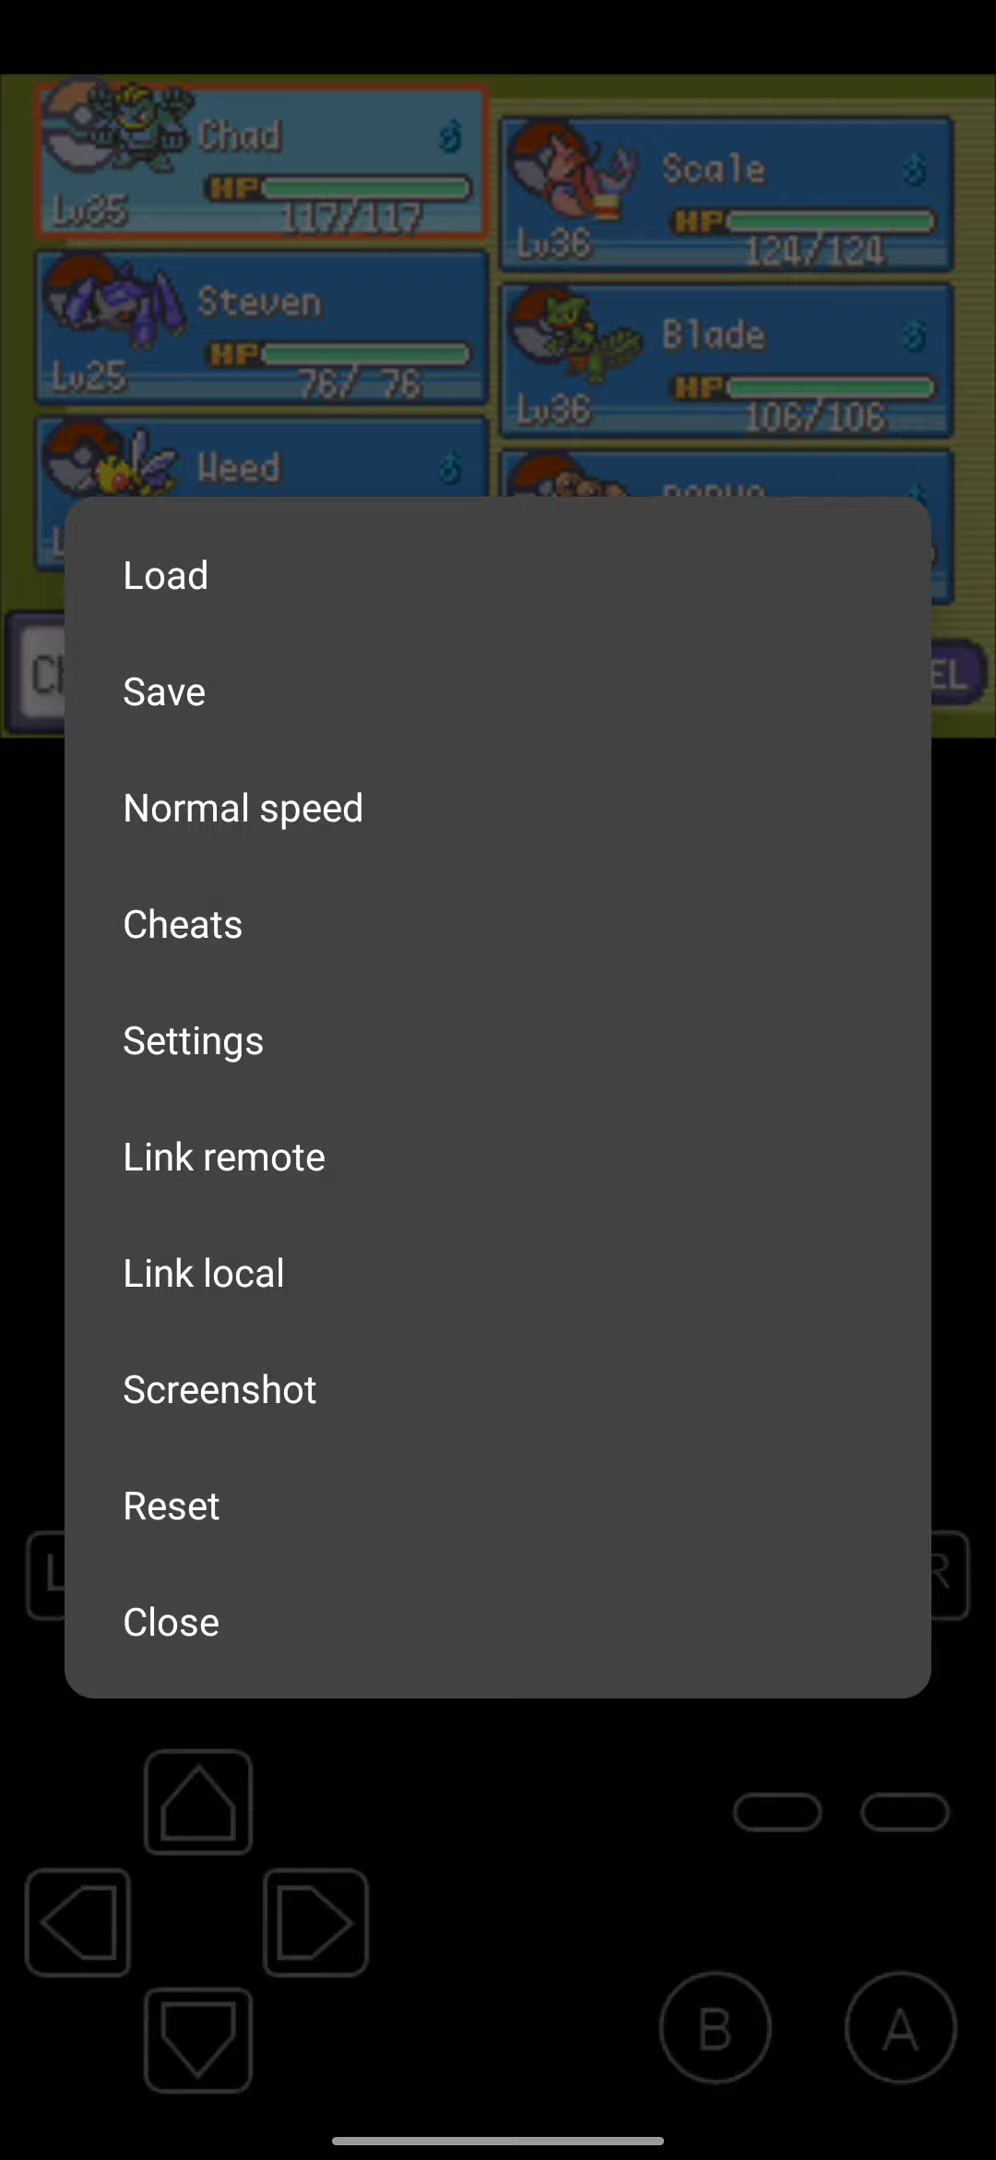 Chad
HP
Lv35
117/117
Steven
HP
Lv25
76/ 76
Weed
Scale
HP
Lv36
124/124
Blade
HP
Lv36
106/106
Load
Save
Normal speed
Cheats
Settings
Link remote
Link local
Screenshot
Reset
Close
L
R
B
A